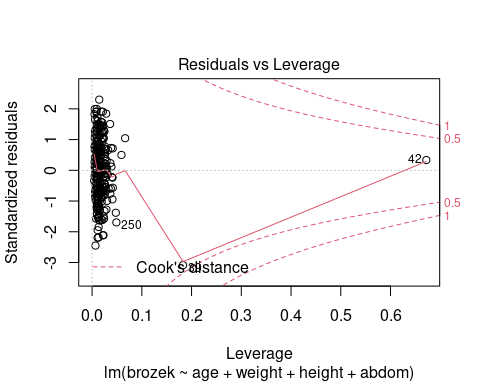 Residuals vs Leverage
Standardized residuals
2
1
0
-1
-2
-3
1
0.5
0.5
1
42
250
39
Cook's distance
0.0 0.1 0.2 0.3 0.4 0.5 0.6
Leverage
lm(brozek ~ age + weight + height + abdom)